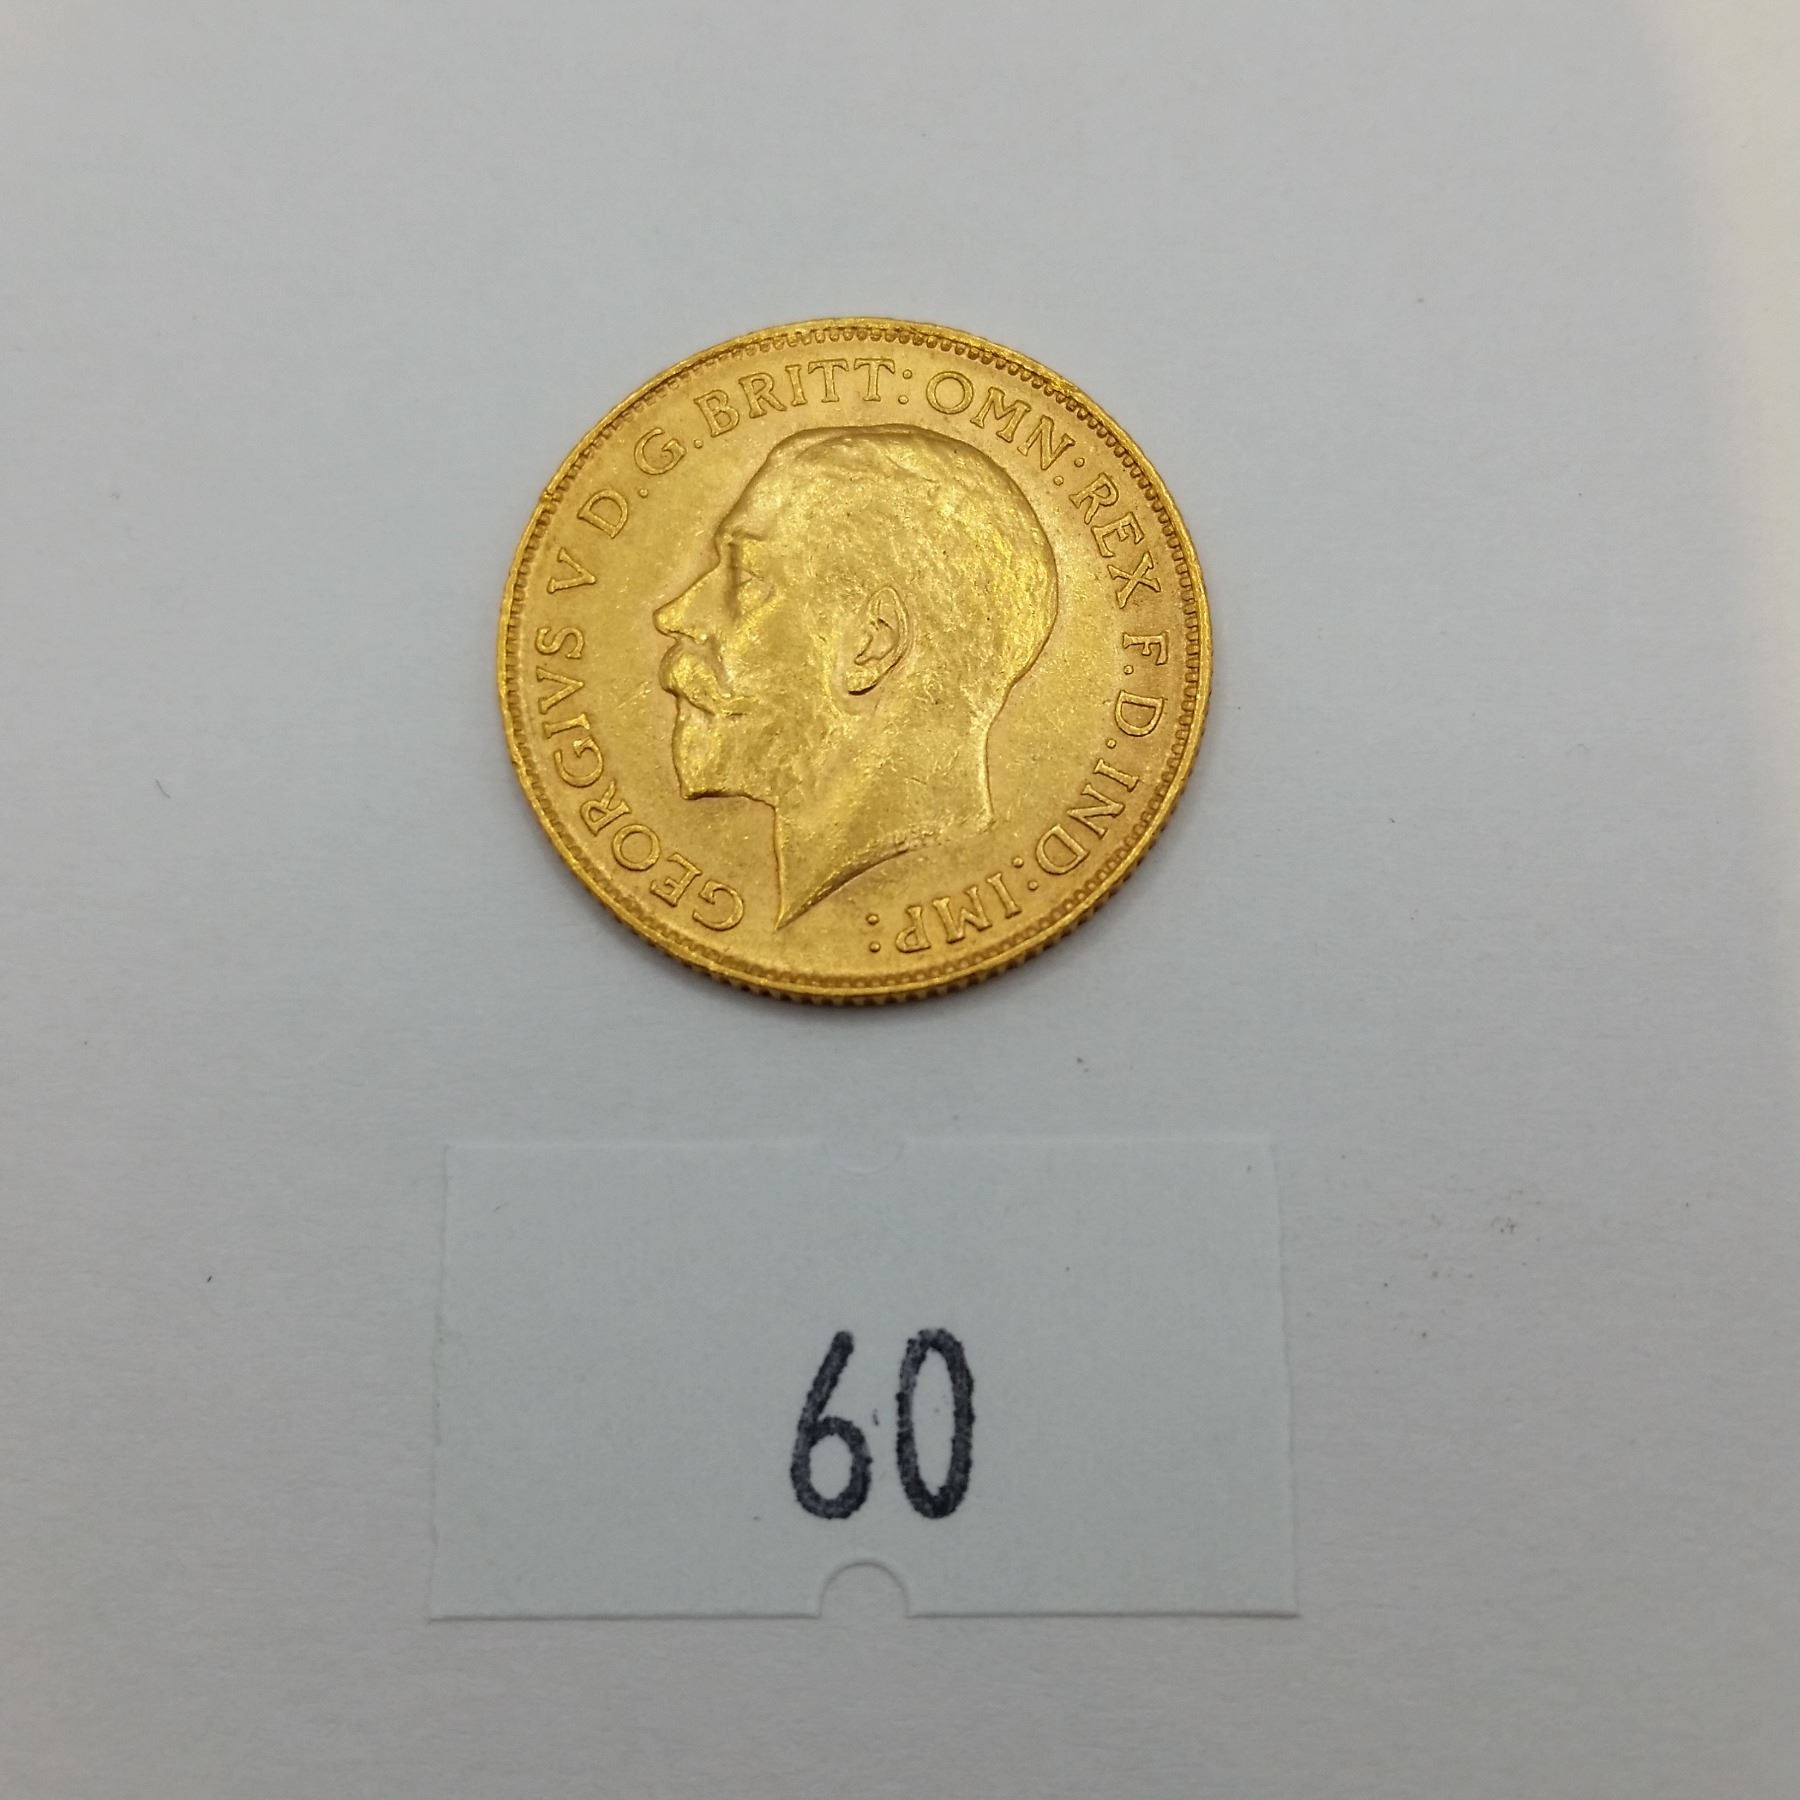 GEORGIVS V D.G.BRITT:OMN:REX F.D.IND:IMP:
60